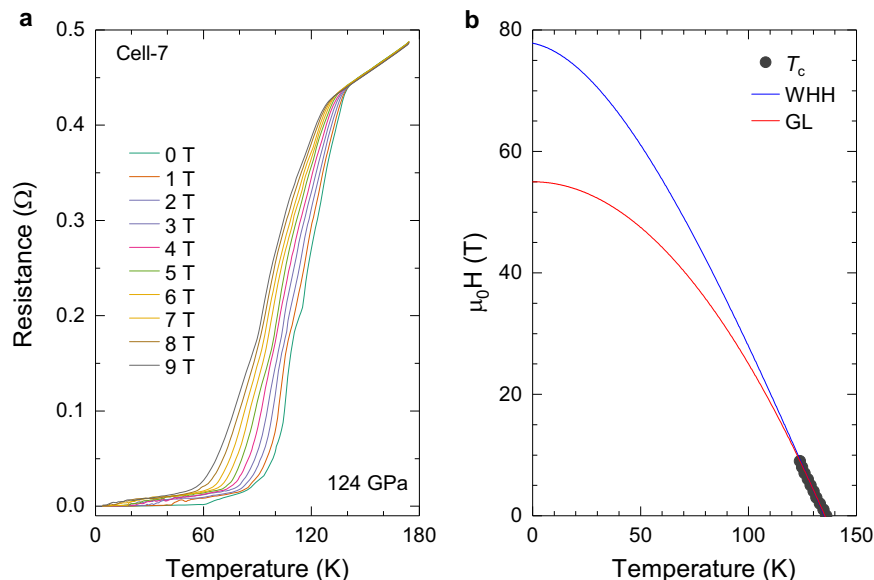 a
Cell-7
0 T
1 T
2 T
3 T
4 T
5 T
6 T
7 T
8 T
9 T
124 GPa
0.5
0.4
0.3
0.2
0.1
0.0
Resistance (Ω)
0 60 120 180
Temperature (K)
b
T_c
WHH
GL
80
60
40
20
0
μ₀H (T)
0 50 100 150
Temperature (K)